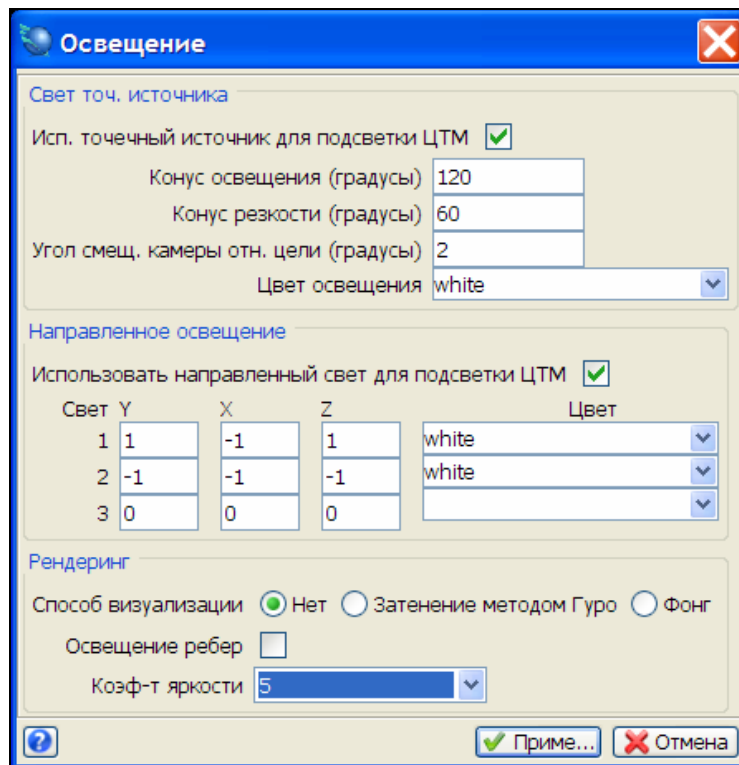 Освещение
Свет точ. источника
Исп. точечный источник для подсветки ЦТМ
Конус освещения (градусы) 120
Конус резкости (градусы) 60
Угол смещ. камеры отн. цели (градусы) 2
Цвет освещения white
Направленное освещение
Использовать направленный свет для подсветки ЦТМ
Свет Y X Z Цвет
1 1 -1 1 white
2 -1 -1 -1 white
3 0 0 0
Рендеринг
Способ визуализации Нет Затенение методом Гуро Фонг
Освещение ребер
Коэф-т яркости 5
? Приме... Отмена